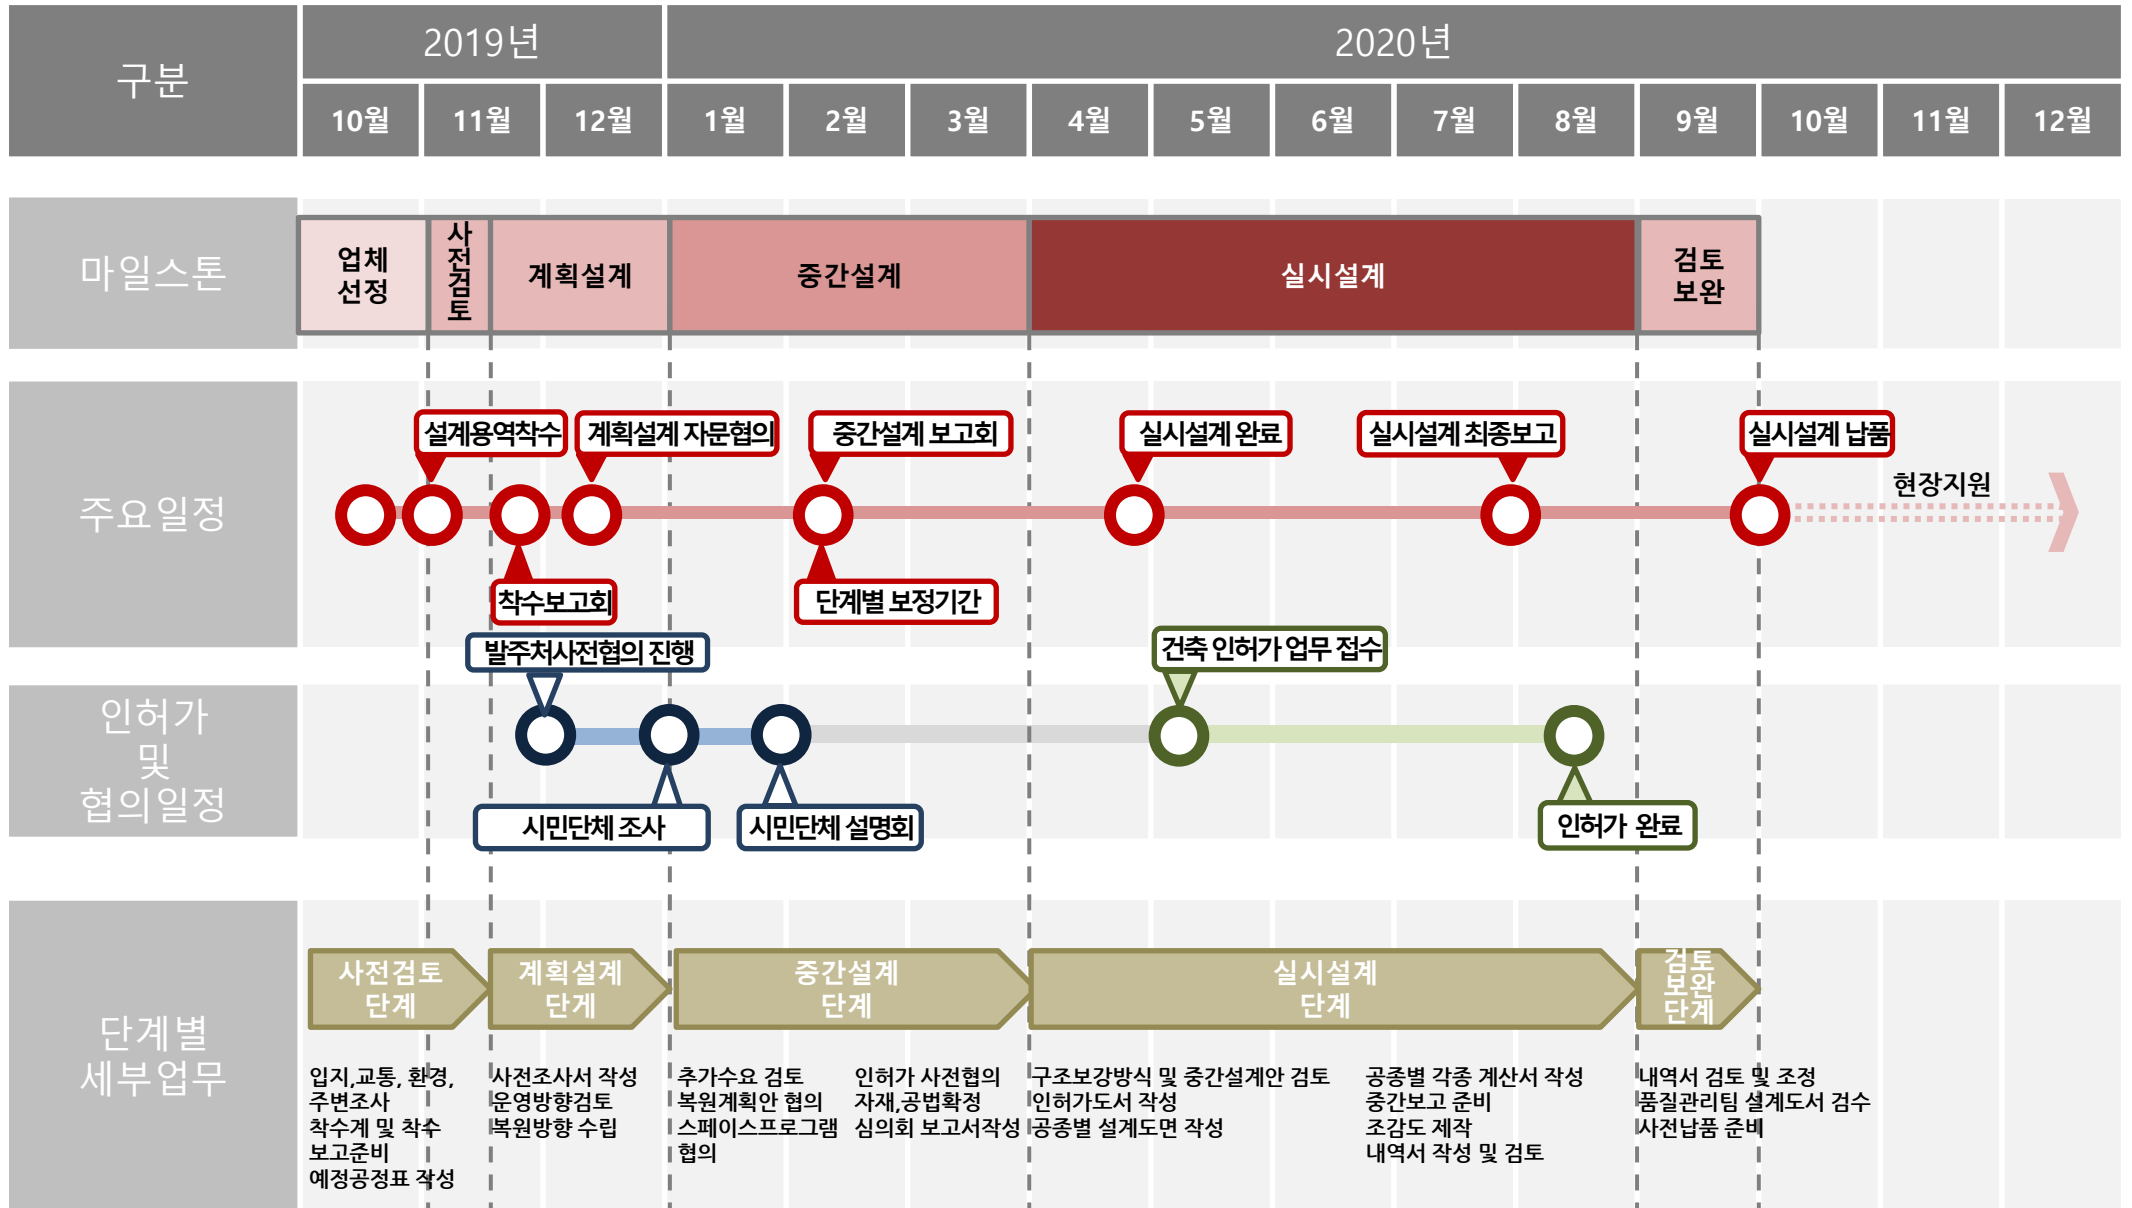 구분
2019년
2020년
10월
11월
12월
1월
2월
3월
4월
5월
6월
7월
8월
9월
10월
11월
12월
마일스톤
업체
선정
사전검토
계획설계
중간설계
실시설계
검토
보완
주요일정
설계용역착수
계획설계 자문협의
중간설계 보고회
실시설계 완료
실시설계 최종보고
실시설계 납품
현장지원
착수보고회
단계별 보정기간
인허가
및
협의일정
발주처사전협의 진행
건축 인허가 업무 접수
시민단체 조사
시민단체 설명회
인허가 완료
단계별
세부업무
사전검토
단계
계획설계
단게
중간설계
단계
실시설계
단계
검토
보완
단계
입지,교통, 환경,
주변조사
착수계 및 착수
보고준비
예정공정표 작성
사전조사서 작성
운영방향검토
복원방향 수립
추가수요 검토
복원계획안 협의
스페이스프로그램
협의
인허가 사전협의
자재,공법확정
심의회 보고서작성
구조보강방식 및 중간설계안 검토
인허가도서 작성
공종별 설계도면 작성
공종별 각종 계산서 작성
중간보고 준비
조감도 제작
내역서 작성 및 검토
내역서 검토 및 조정
품질관리팀 설계도서 검수
사전납품 준비